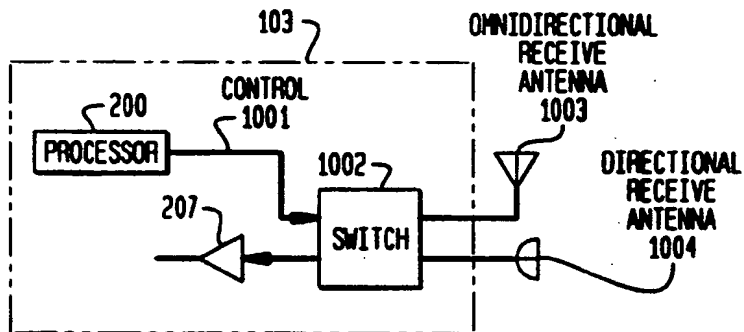 103
OMNIDIRECTIONAL
RECEIVE
ANTENNA
1003
CONTROL
1001
200
PROCESSOR
1002
SWITCH
207
DIRECTIONAL
RECEIVE
ANTENNA
1004